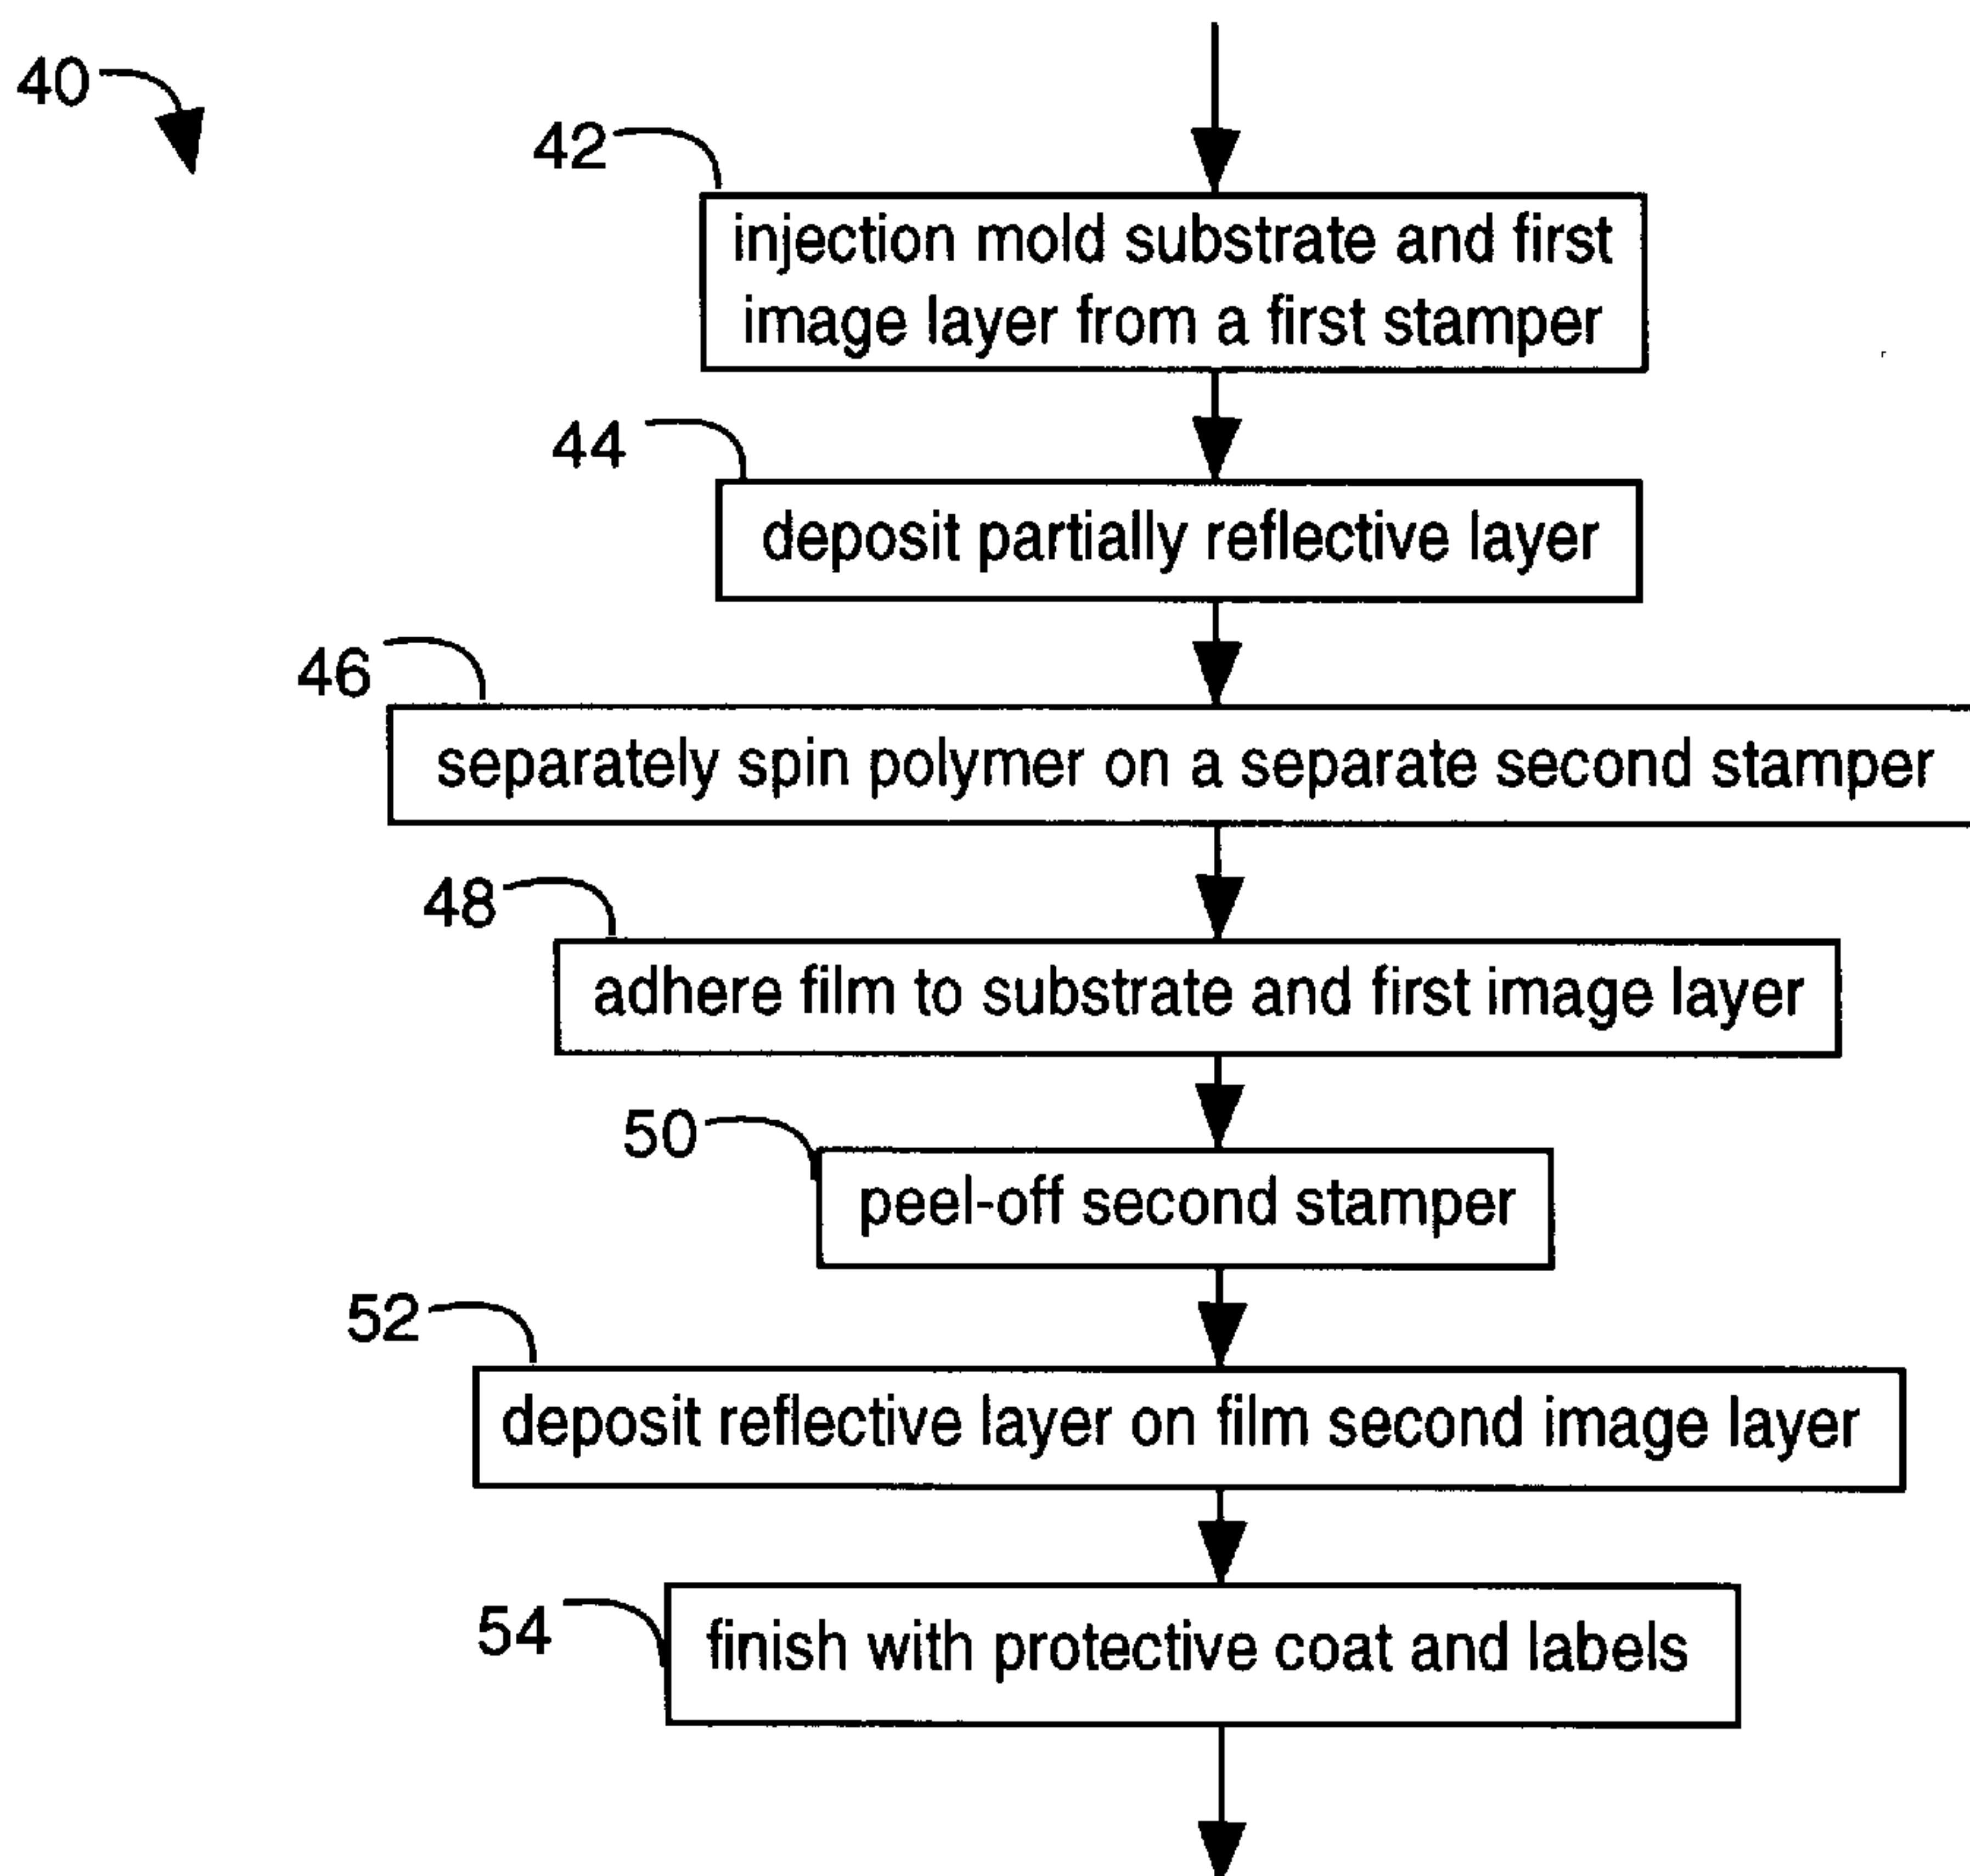 40
42
injection mold substrate and first
image layer from a first stamper
44
deposit partially reflective layer
46
separately spin polymer on a separate second stamper
48
adhere film to substrate and first image layer
50
peel-off second stamper
52
deposit reflective layer on film second image layer
54
finish with protective coat and labels